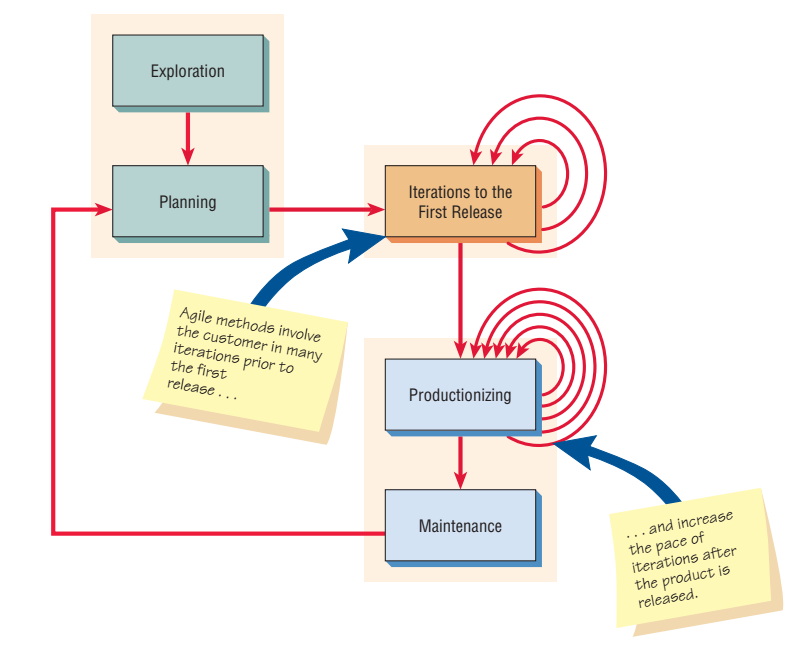 Exploration
Planning
Iterations to the
First Release
Agile methods involve
the customer in many
iterations prior to
the first
release . . .
Productionizing
Maintenance
. . . and increase
the pace of
iterations after
the product is
released.